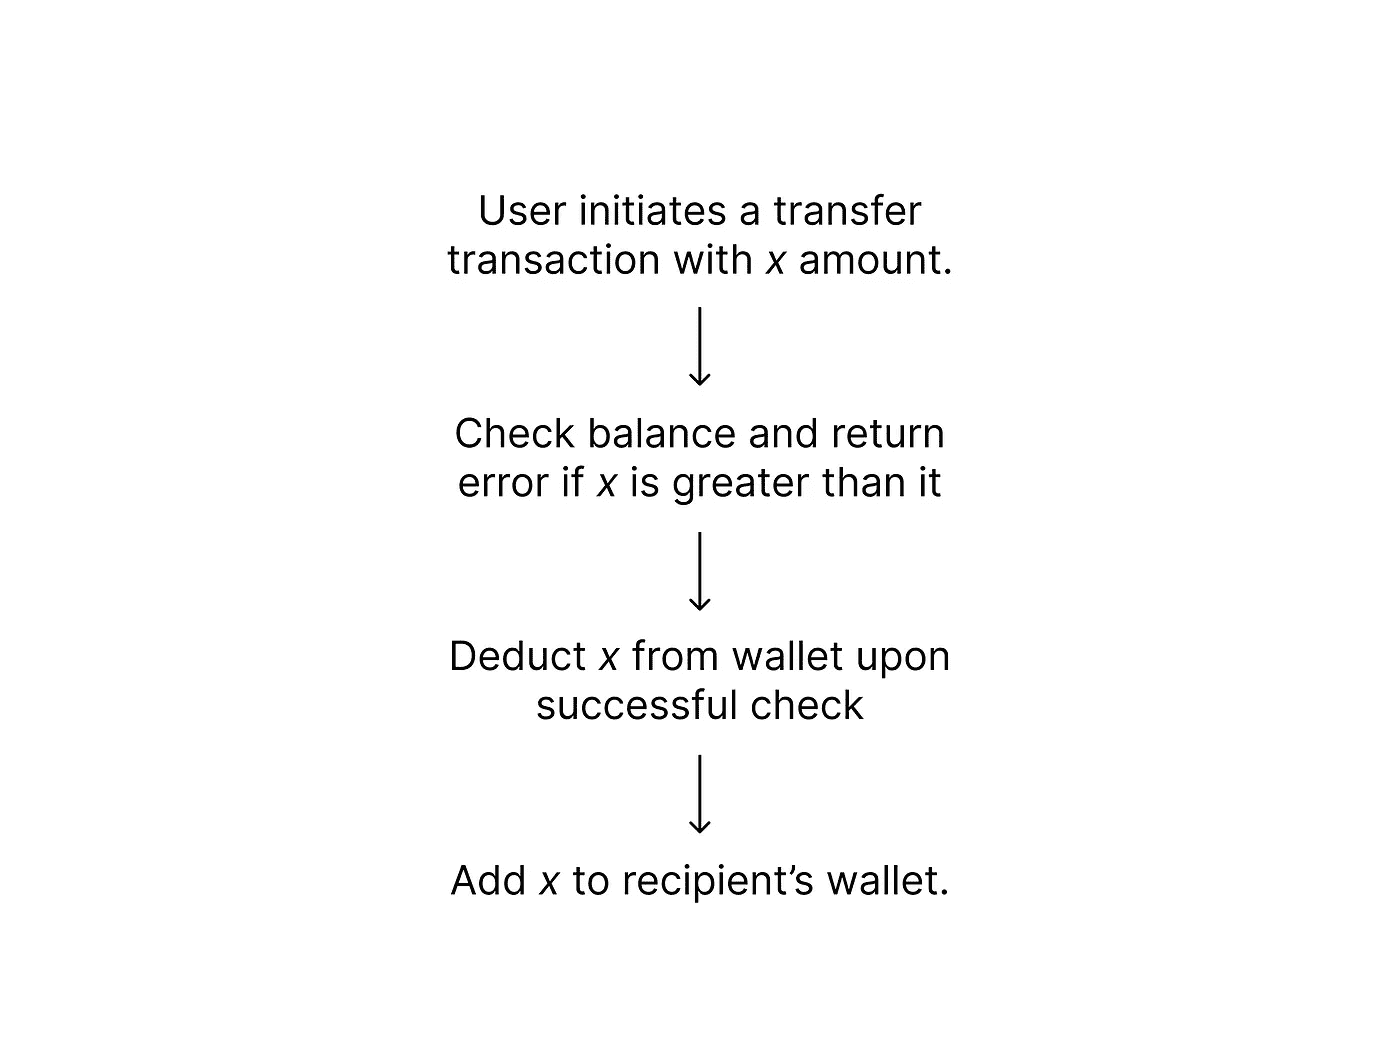 User initiates a transfer
transaction with x amount.
Check balance and return
error if x is greater than it
Deduct x from wallet upon
successful check
Add x to recipient’s wallet.